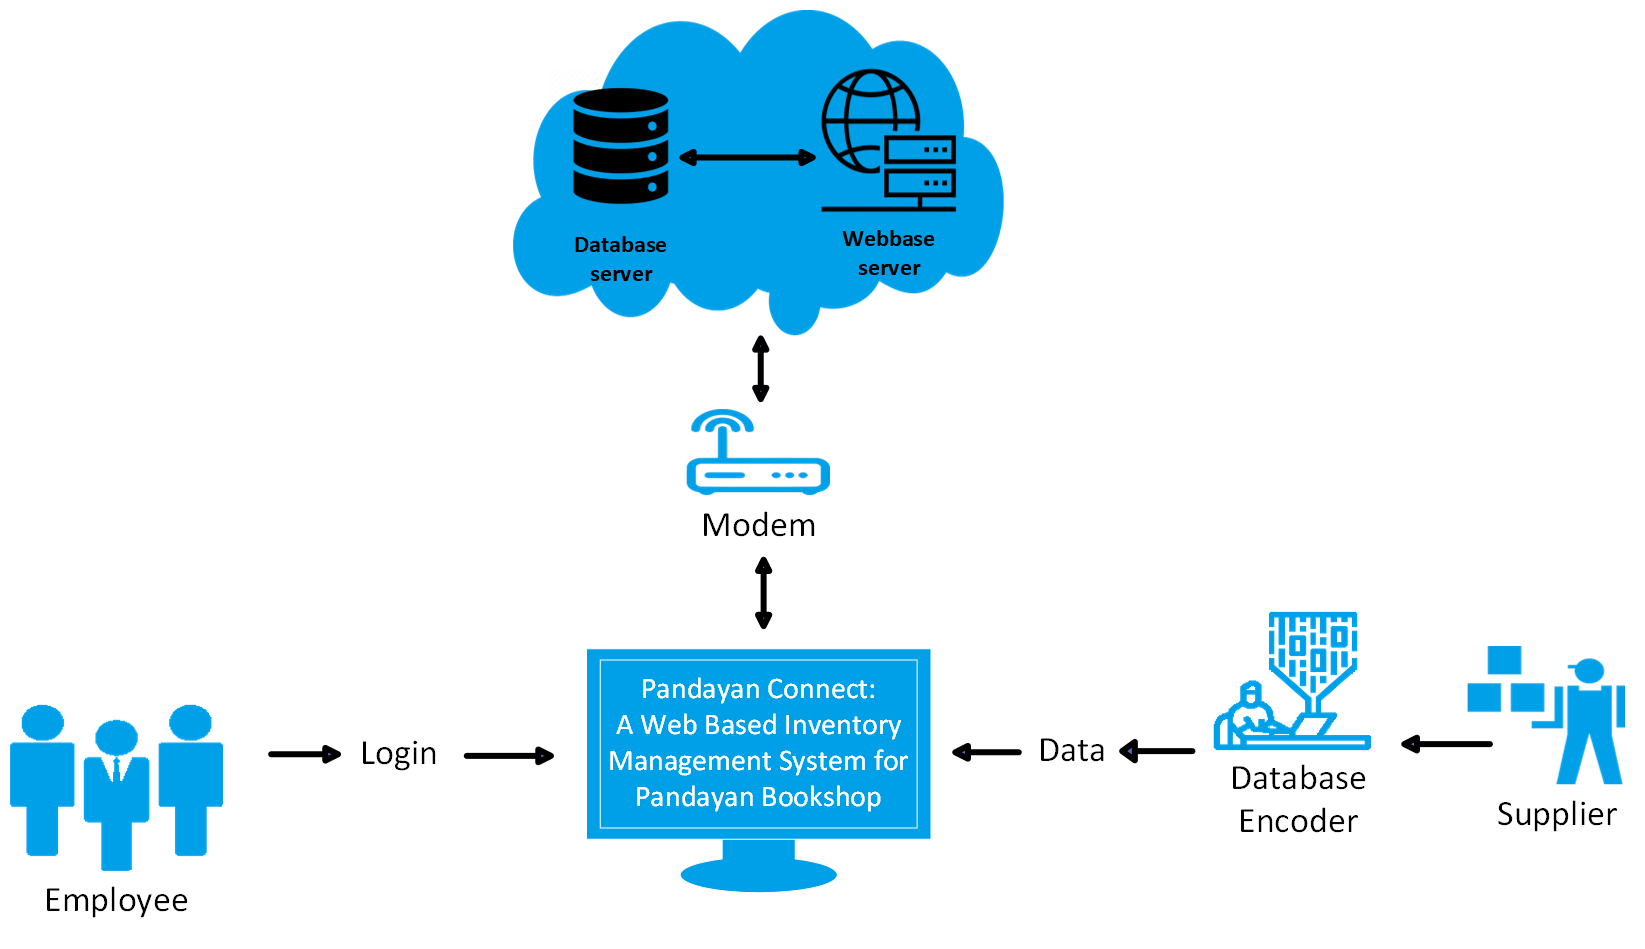 Database
server
Webbase
server
Modem
Pandayan Connect:
A Web Based Inventory
Management System for
Pandayan Bookshop
Login
Data
Employee
Database
Encoder
Supplier